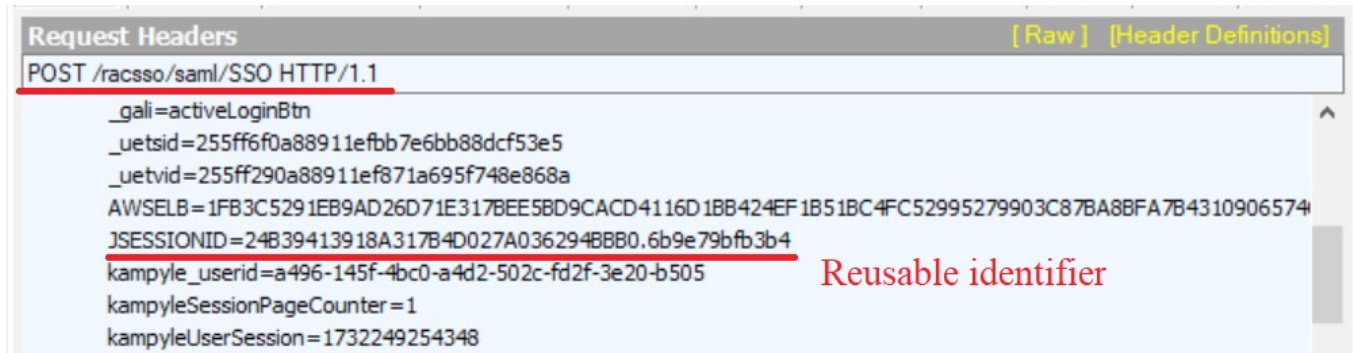 Request Headers [ Raw ] [Header Definitions]
POST /racsso/saml/SSO HTTP/1.1
_gali=activeLoginBtn
_uetsid=255ff6f0a88911efbb7e6bb88dcf53e5
_uetvid=255ff290a88911ef871a695f748e868a
AWSELB=1FB3C5291EB9AD26D71E317BEE5BD9CACD4116D1BB424EF1B51BC4FC52995279903C87BA8BFA7B43109065740
JSESSIONID=24B39413918A317B4D027A036294BBB0.6b9e79bfb3b4
kampyle_userid=a496-145f-4bc0-a4d2-502c-fd2f-3e20-b505
Reusable identifier
kampyleSessionPageCounter=1
kampyleUserSession=1732249254348